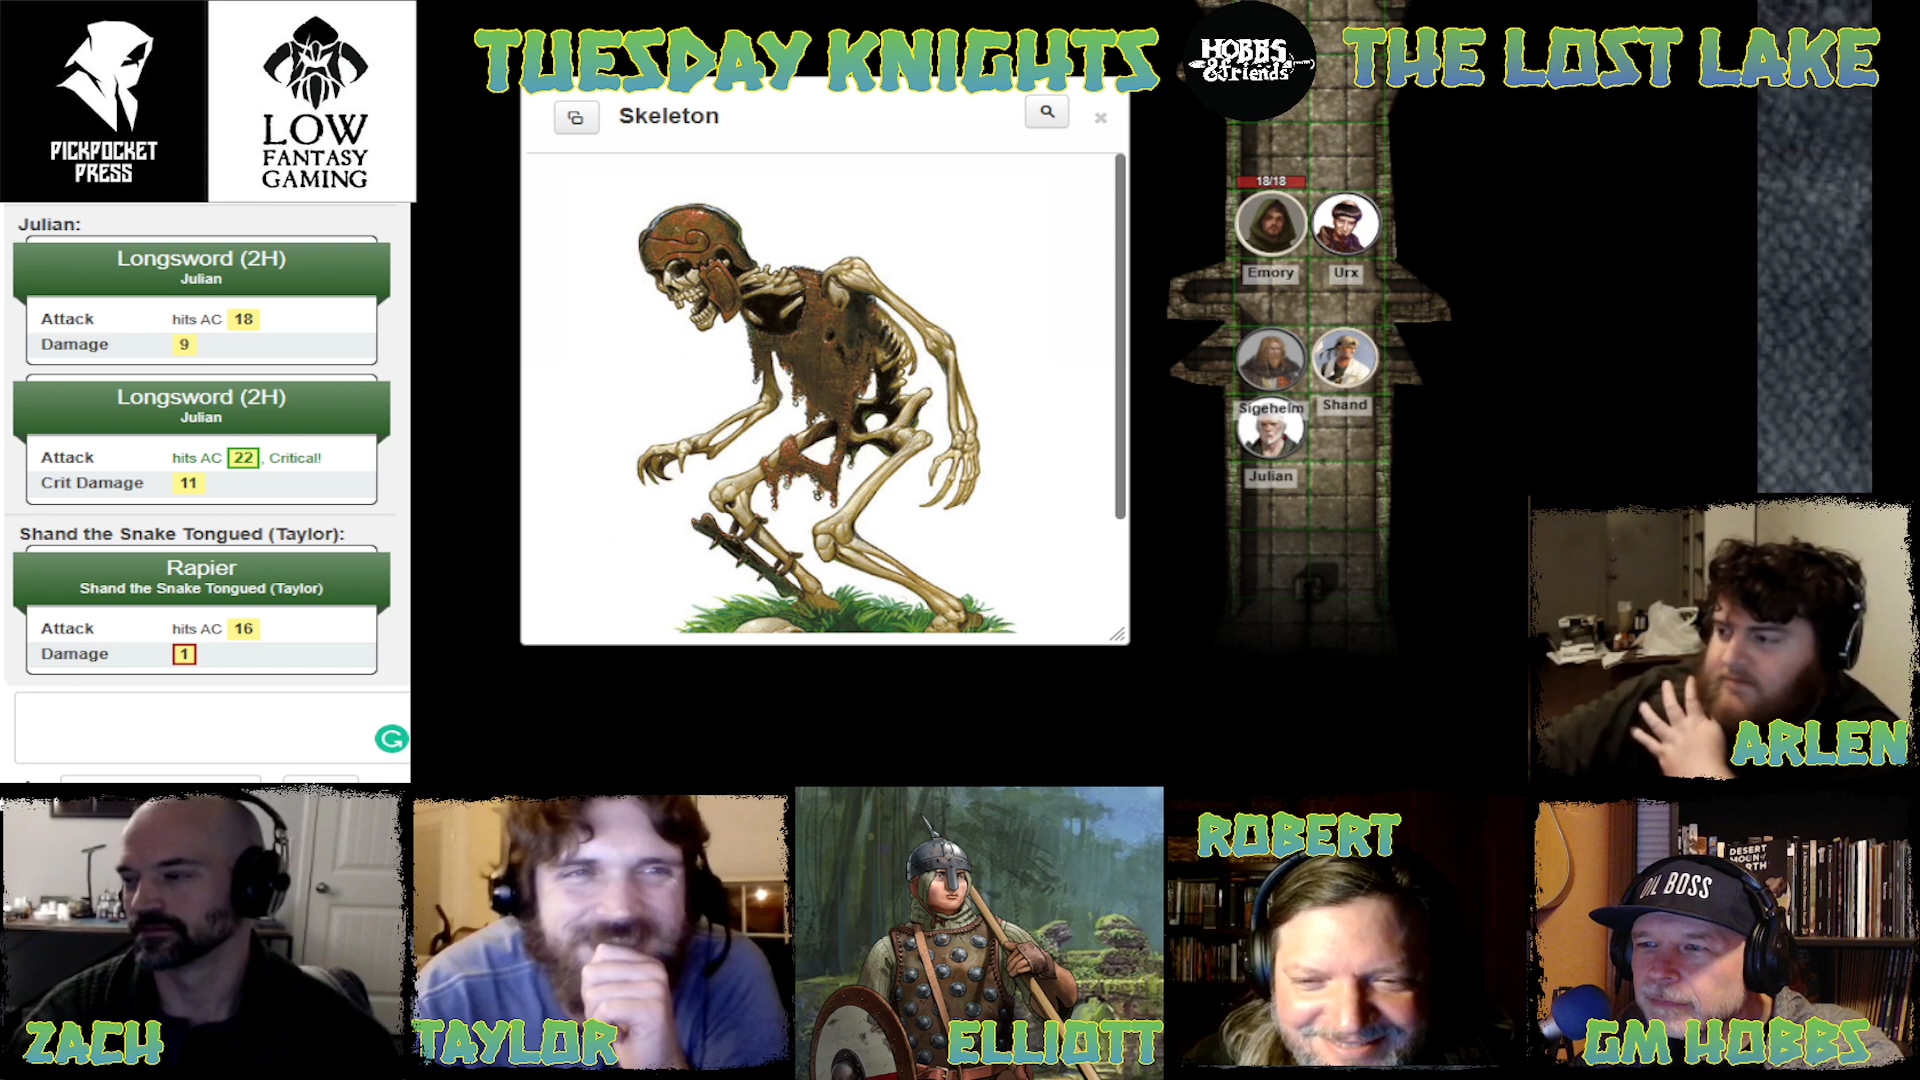 PICKPOCKET
PRESS
LOW
FANTASY
GAMING
TUESDAY KNIGHTS
HOBBS
&friends
THE LOST LAKE
Julian:
Longsword (2H)
Julian
Attack hits AC 18
Damage 9
Longsword (2H)
Julian
Attack hits AC 22, Critical!
Crit Damage 11
Shand the Snake Tongued (Taylor):
Rapier
Shand the Snake Tongued (Taylor)
Attack hits AC 16
Damage 1
Skeleton
18/18
Emory
Urx
Sigehelm
Shand
Julian
ARLEN
ZACH
TAYLOR
ELLIOTT
ROBERT
DESERT
MOON
BOSS
GM HOBBS